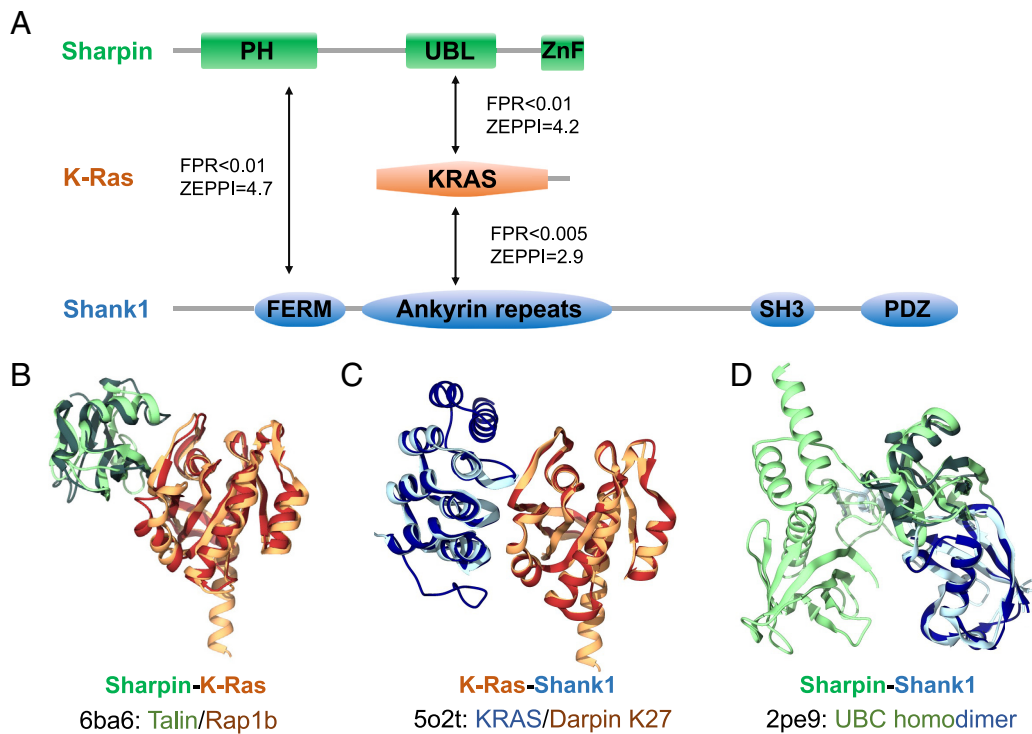 A
Sharpin
PH
UBL
ZnF
FPR<0.01
ZEPPI=4.2
FPR<0.01
ZEPPI=4.7
K-Ras
KRAS
FPR<0.005
ZEPPI=2.9
Shank1
FERM
Ankyrin repeats
SH3
PDZ
B
C
D
Sharpin-K-Ras
6ba6: Talin/Rap1b
K-Ras-Shank1
5o2t: KRAS/Darpin K27
Sharpin-Shank1
2pe9: UBC homodimer